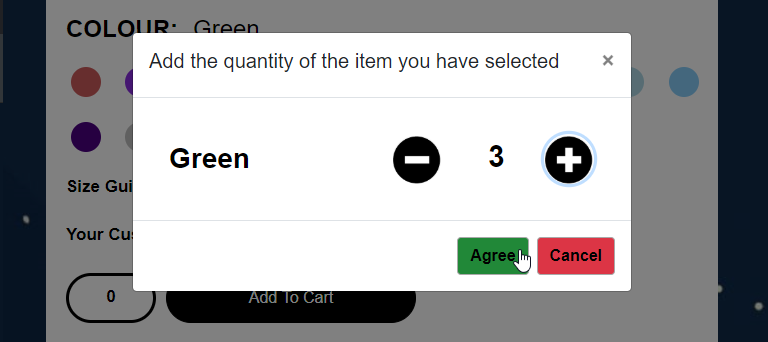 COLOUR: Green
Add the quantity of the item you have selected ×
Green 3
Size Gui
Your Cus
Agree Cancel
0 Add To Cart